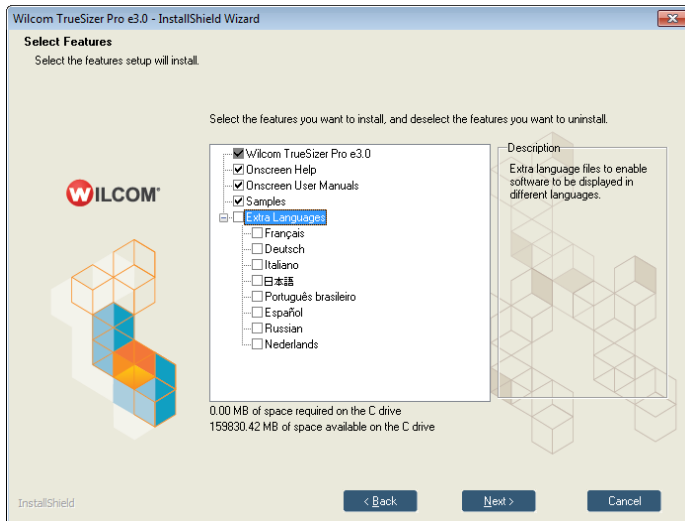 Wilcom TrueSizer Pro e3.0 - InstallShield Wizard
Select Features
Select the features setup will install.
Select the features you want to install, and deselect the features you want to uninstall.
Wilcom TrueSizer Pro e3.0
Onscreen Help
Onscreen User Manuals
Samples
Extra Languages
Français
Deutsch
Italiano
日本語
Português brasileiro
Español
Russian
Nederlands
Description
Extra language files to enable
software to be displayed in
different languages.
WILCOM®
0.00 MB of space required on the C drive
159830.42 MB of space available on the C drive
InstallShield
< Back
Next >
Cancel